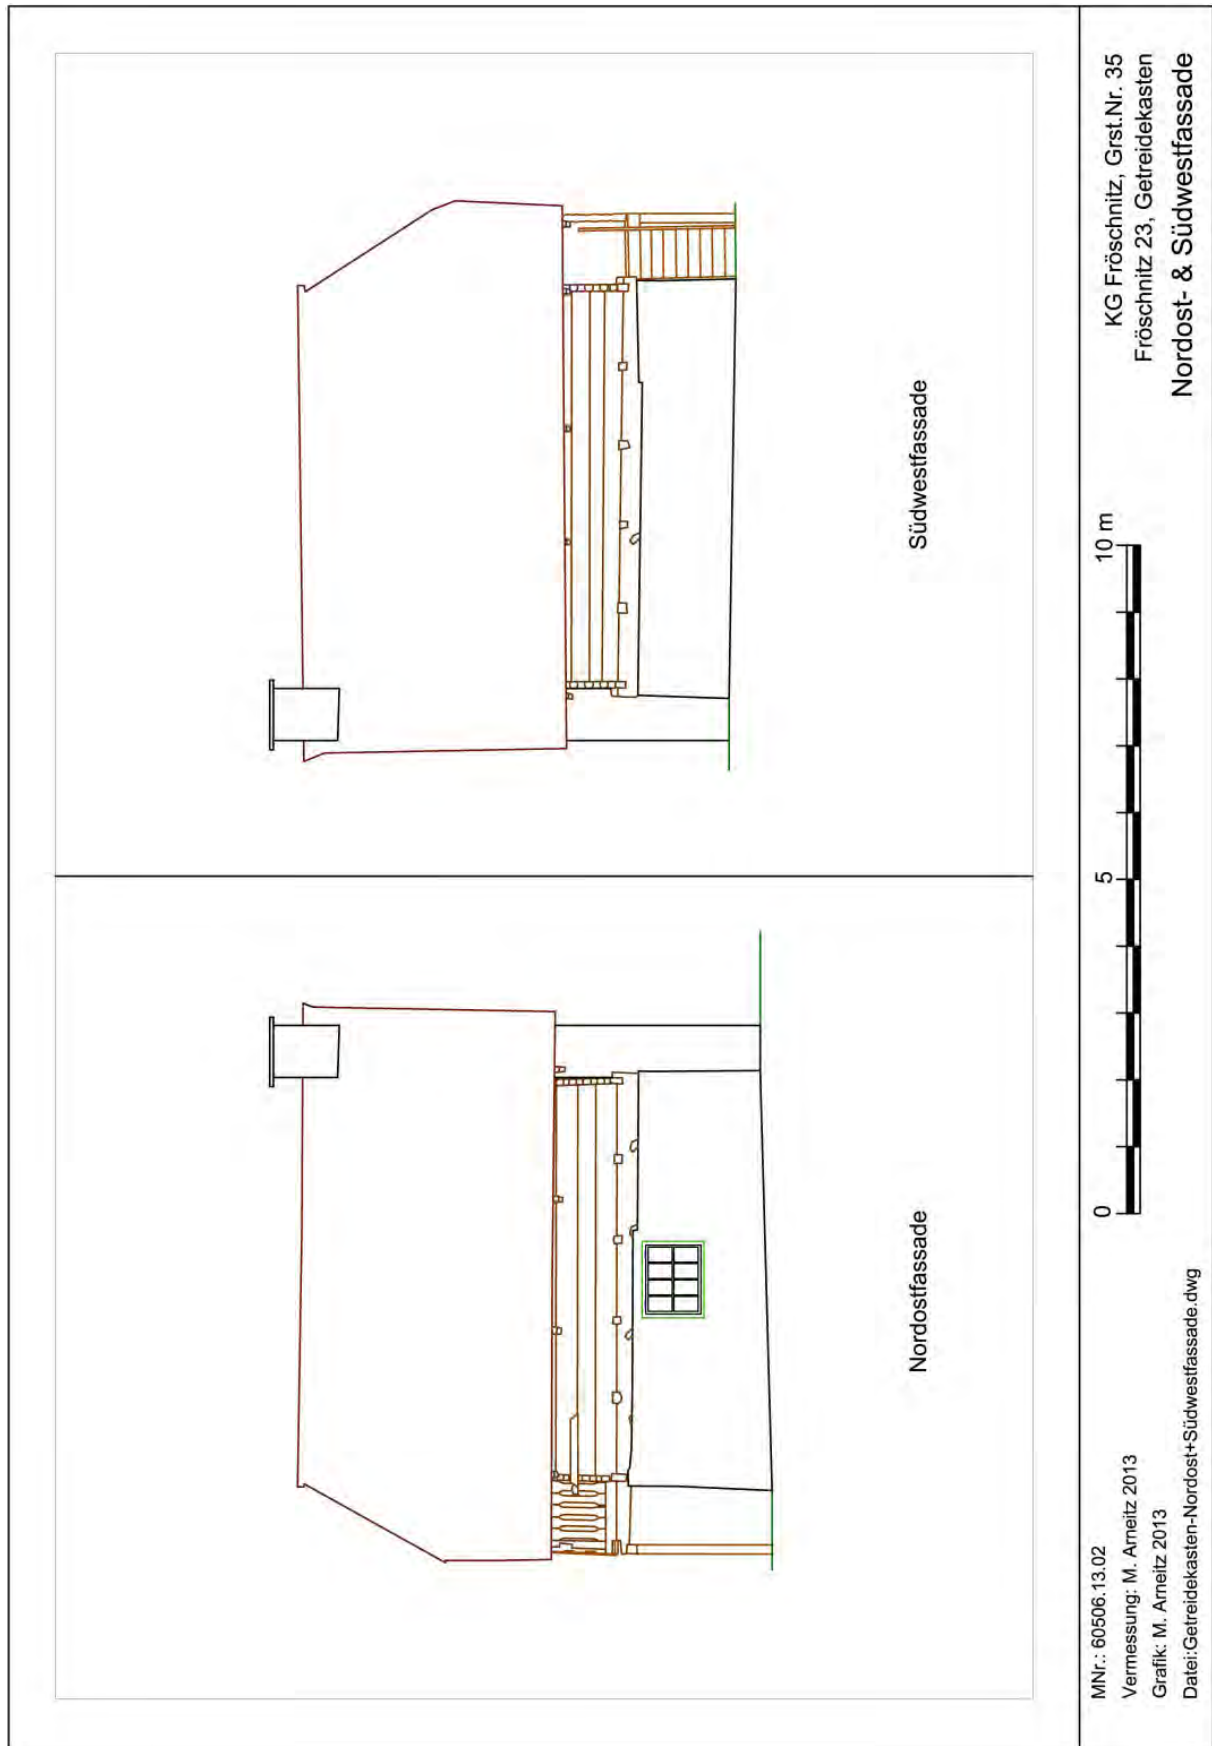 Nordostfassade
Südwestfassade
MNr.: 60506.13.02
Vermessung: M. Arneitz 2013
Grafik: M. Arneitz 2013
Datei:Getreidekasten-Nordost+Südwestfassade.dwg
0
5
10 m
KG Fröschnitz, Grst.Nr. 35
Fröschnitz 23, Getreidekasten
Nordost- & Südwestfassade